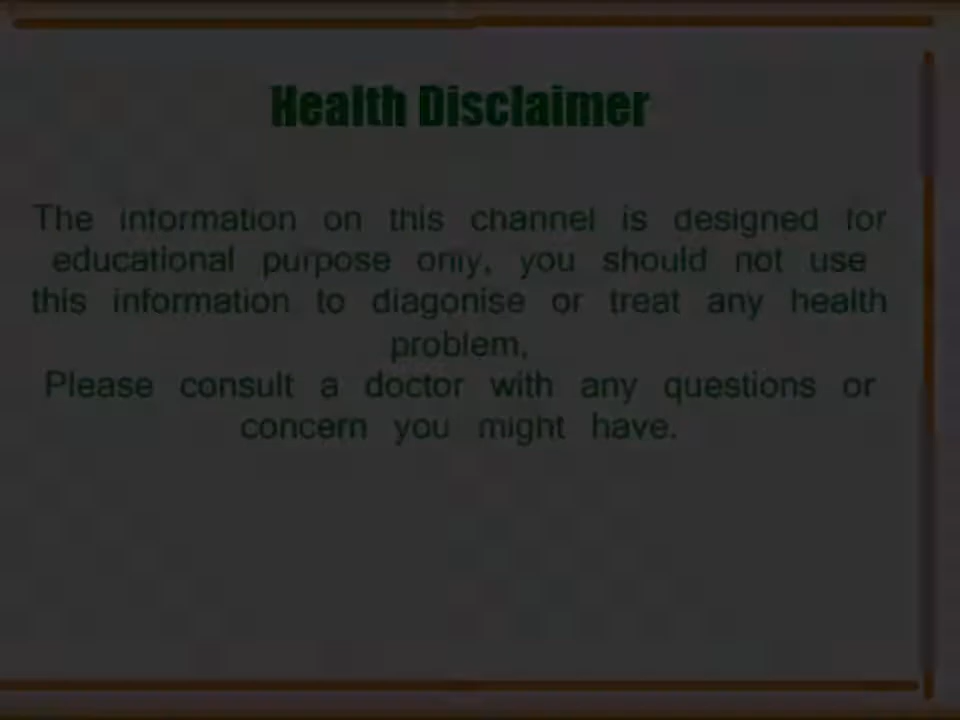 Health Disclaimer
The information on this channel is designed for
educational purpose only, you should not use
this information to diagonise or treat any health
problem,
Please consult a doctor with any questions or
concern you might have.